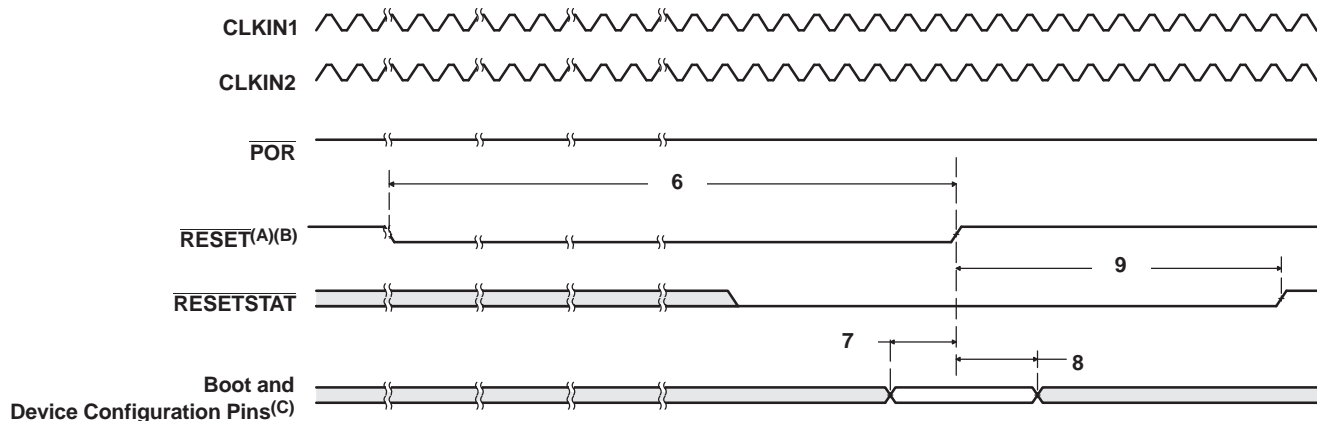 CLKIN1
CLKIN2
POR
6
RESET(A)(B)
9
RESETSTAT
7
8
Boot and
Device Configuration Pins(C)